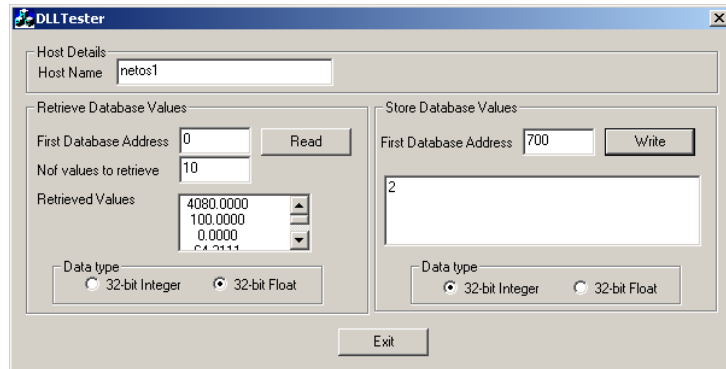 DLLTester
Host Details
Host Name netos1
Retrieve Database Values
First Database Address 0 Read
Nof values to retrieve 10
Retrieved Values 4080.0000
100.0000
0.0000
Data type
32-bit Integer 32-bit Float
Store Database Values
First Database Address 700 Write
2
Data type
32-bit Integer 32-bit Float
Exit